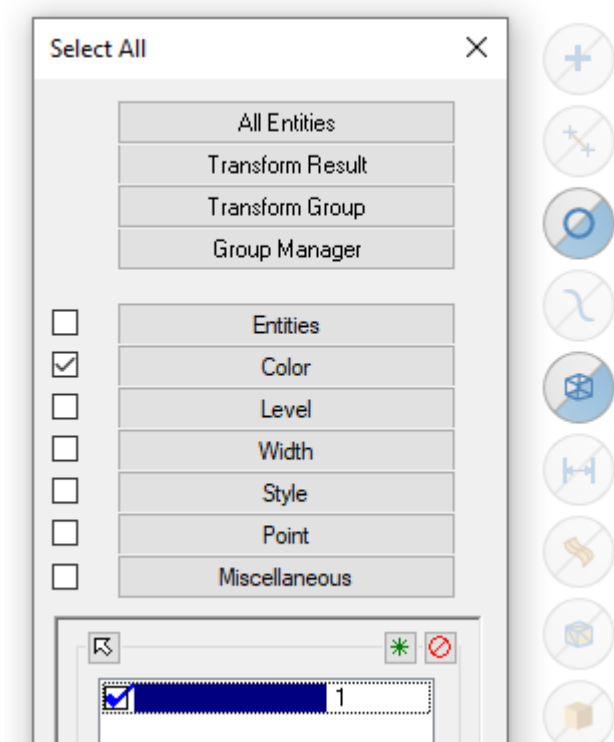 Select All
All Entities
Transform Result
Transform Group
Group Manager
Entities
Color
Level
Width
Style
Point
Miscellaneous
1